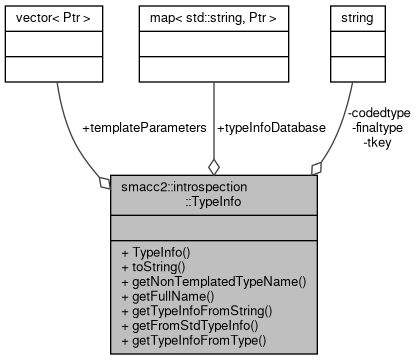 vector< Ptr >
map< std::string, Ptr >
string
+templateParameters
+typeInfoDatabase
-codedtype
-finaltype
-tkey
smacc2::introspection
::TypeInfo
+ TypeInfo()
+ toString()
+ getNonTemplatedTypeName()
+ getFullName()
+ getTypeInfoFromString()
+ getFromStdTypeInfo()
+ getTypeInfoFromType()